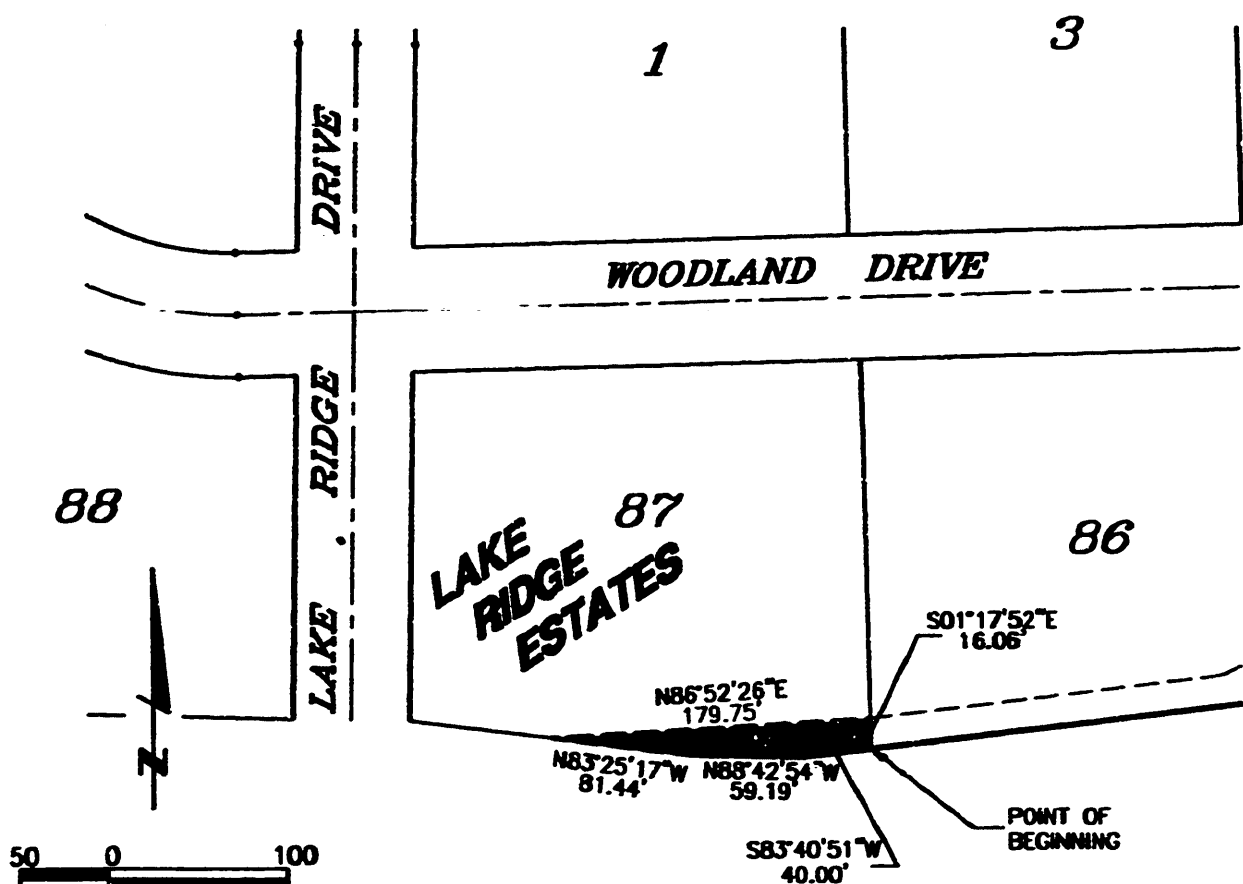 1
3
LAKE RIDGE DRIVE
WOODLAND DRIVE
88
87
86
LAKE
RIDGE
ESTATES
S01°17'52"E
16.06'
N86°52'26"E
179.75'
N83°25'17"W
81.44'
N88°42'54"W
59.19'
S83°40'51"W
40.00'
POINT OF
BEGINNING
N
50 0 100